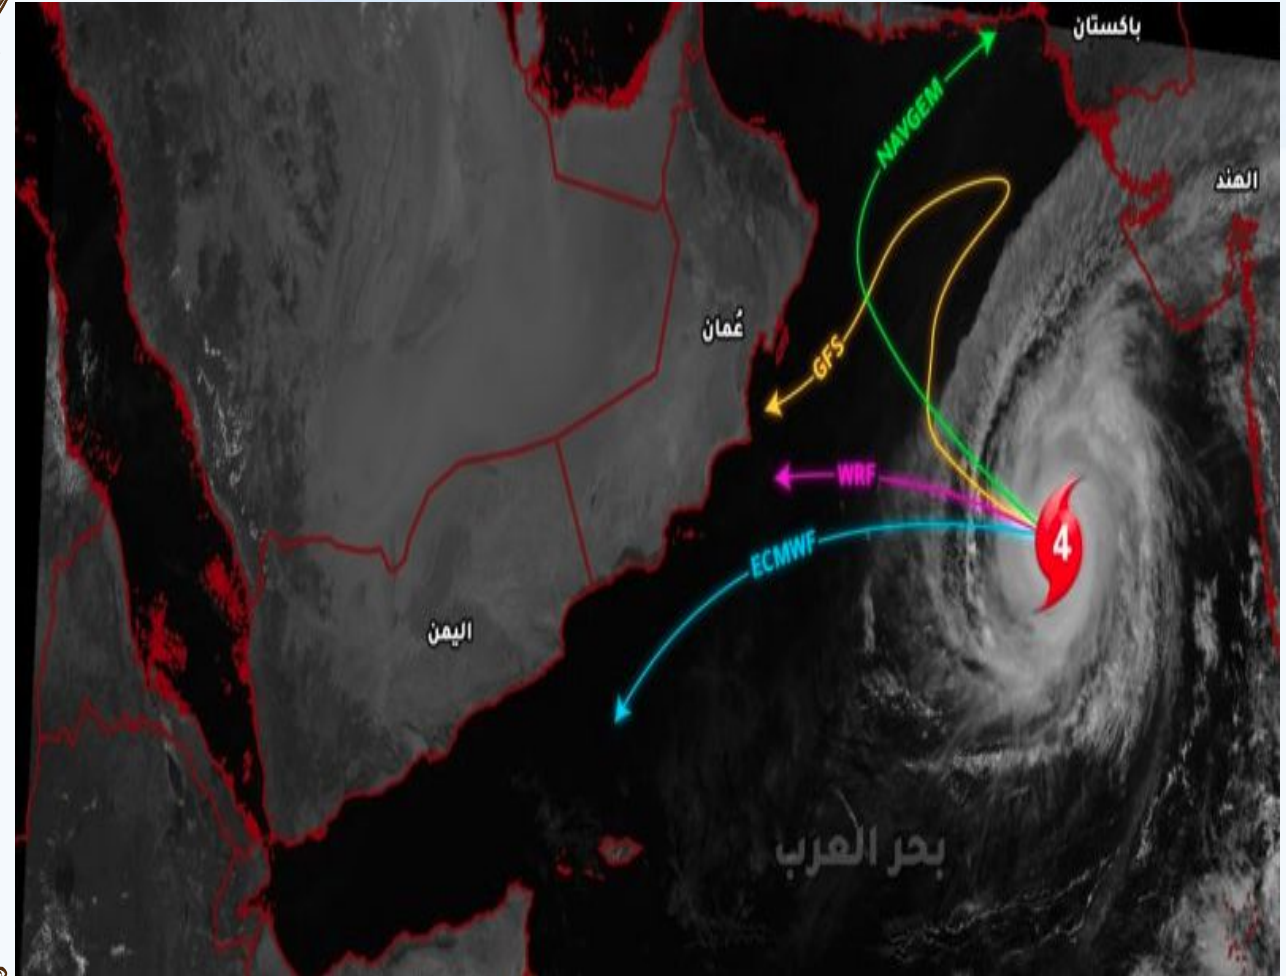 باكستان
NAVGEM
الهند
عُمان
GFS
WRF
4
ECMWF
اليمن
بحر العرب